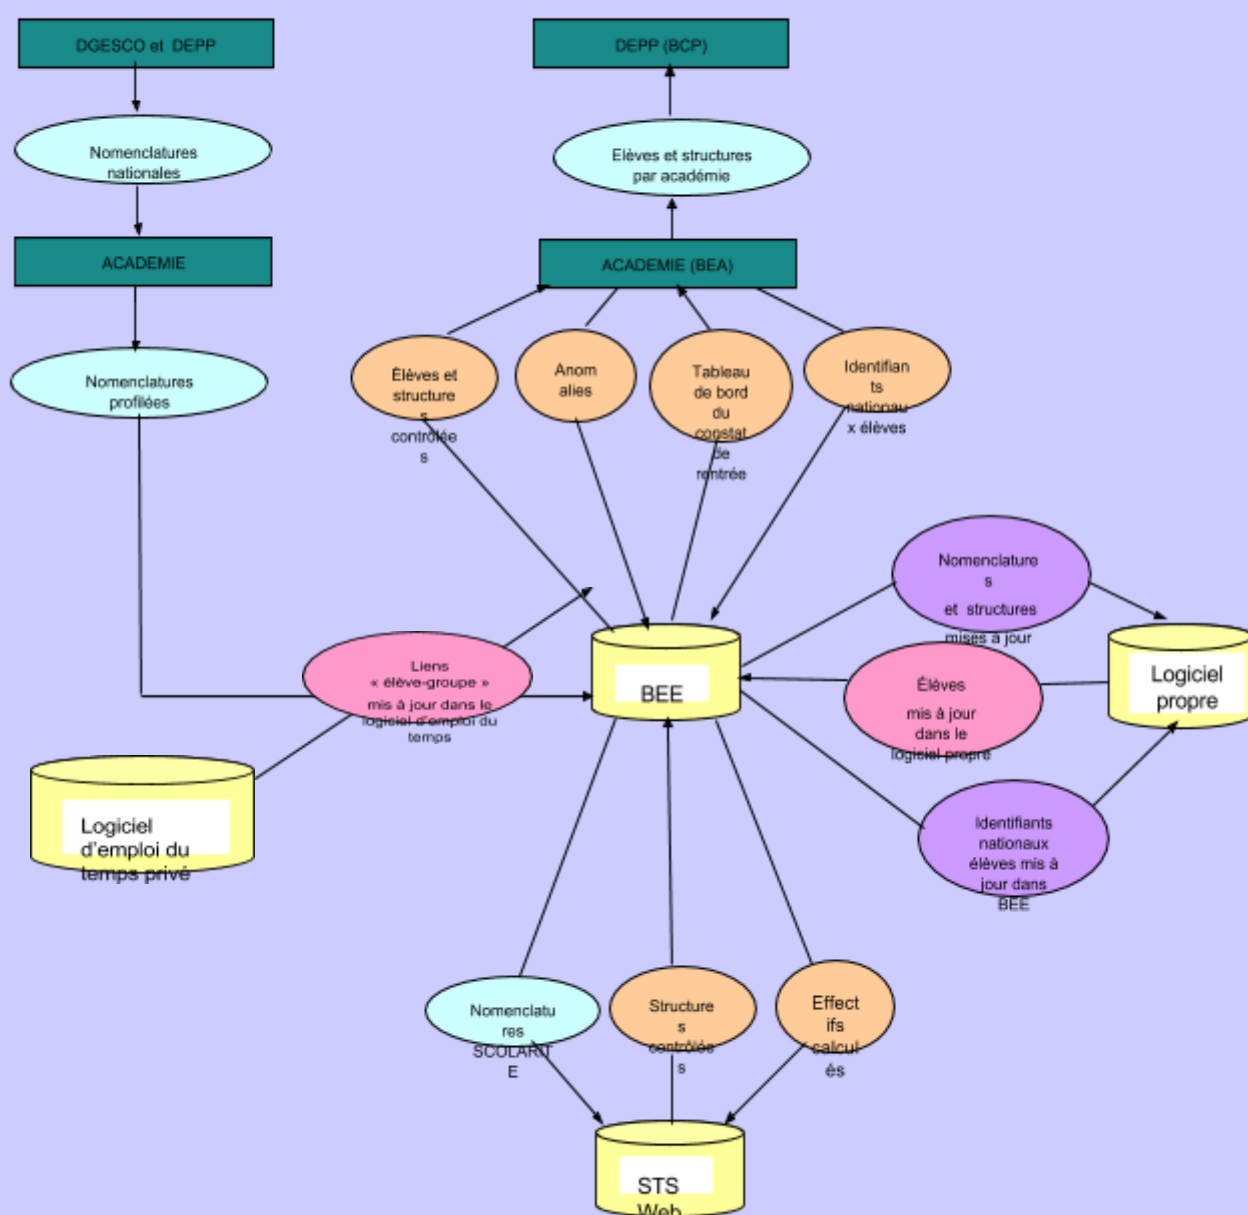 DGESCO et DEPP
DEPP (BCP)
Nomenclatures
nationales
Elèves et structures
par académie
ACADEMIE
ACADEMIE (BEA)
Nomenclatures
profilées
Élèves et
structure
s
contrôlée
s
Anom
alies
Tableau
de bord
du
constat
de
rentrée
Identifian
ts
nationau
x élèves
Nomenclature
s
et structures
mises à jour
Liens
« élève-groupe »
mis à jour dans le
logiciel d'emploi du
temps
BEE
Élèves
mis à jour
dans le
logiciel propre
Logiciel
propre
Logiciel
d'emploi du
temps privé
Identifiants
nationaux
élèves mis à
jour dans
BEE
Nomenclatu
res
SCOLARIT
E
Structure
s
contrôlés
s
Effect
ifs
calcul
és
STS
Web